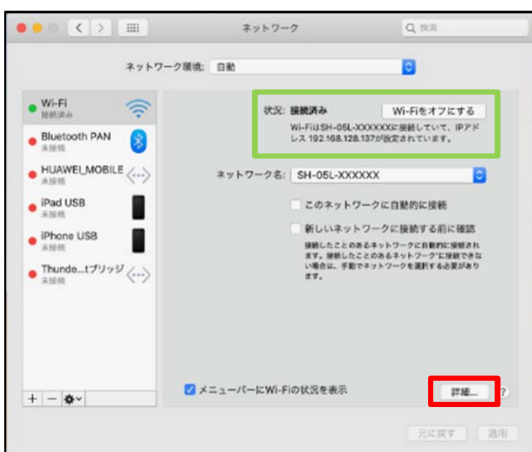 ネットワーク
検索
ネットワーク環境: 自動
Wi-Fi
接続済み
Bluetooth PAN
未接続
HUAWEI_MOBILE
未接続
iPad USB
未接続
iPhone USB
未接続
Thunde...tブリッジ
未接続
状況: 接続済み
Wi-Fiをオフにする
Wi-FiはSH-05L-XXXXXXに接続していて、IPアド
レス 192.168.128.137が設定されています。
ネットワーク名: SH-05L-XXXXXX
このネットワークに自動的に接続
新しいネットワークに接続する前に確認
接続したことのあるネットワークに自動的に接続され
ます。接続したことのあるネットワークに接続できな
い場合は、手動でネットワークを選択する必要があり
ます。
メニューバーにWi-Fiの状況を表示
詳細...
?
元に戻す
適用